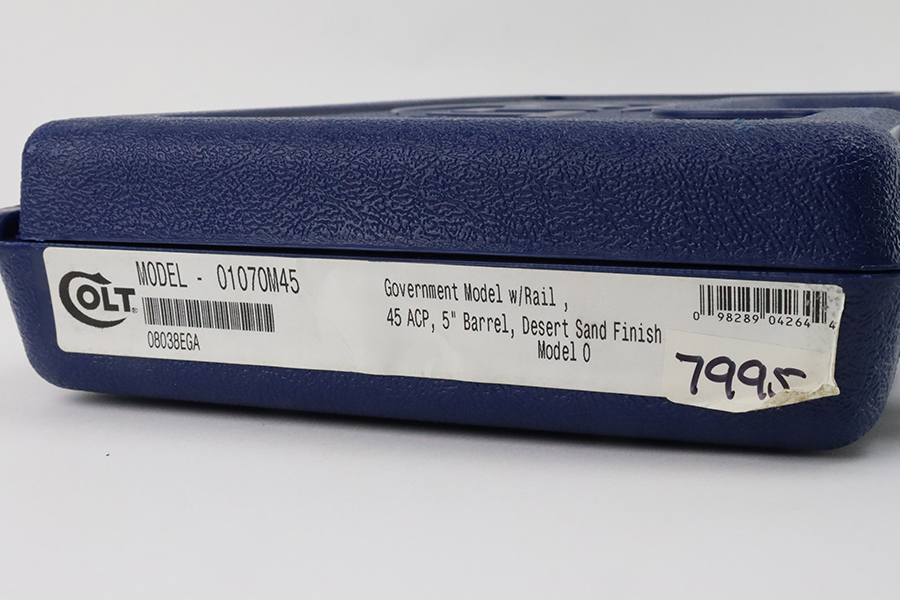 COLT®
MODEL - 01070M45
08038EGA
Government Model w/Rail ,
45 ACP, 5" Barrel, Desert Sand Finish
Model O
0 98289 04264 4
799.5